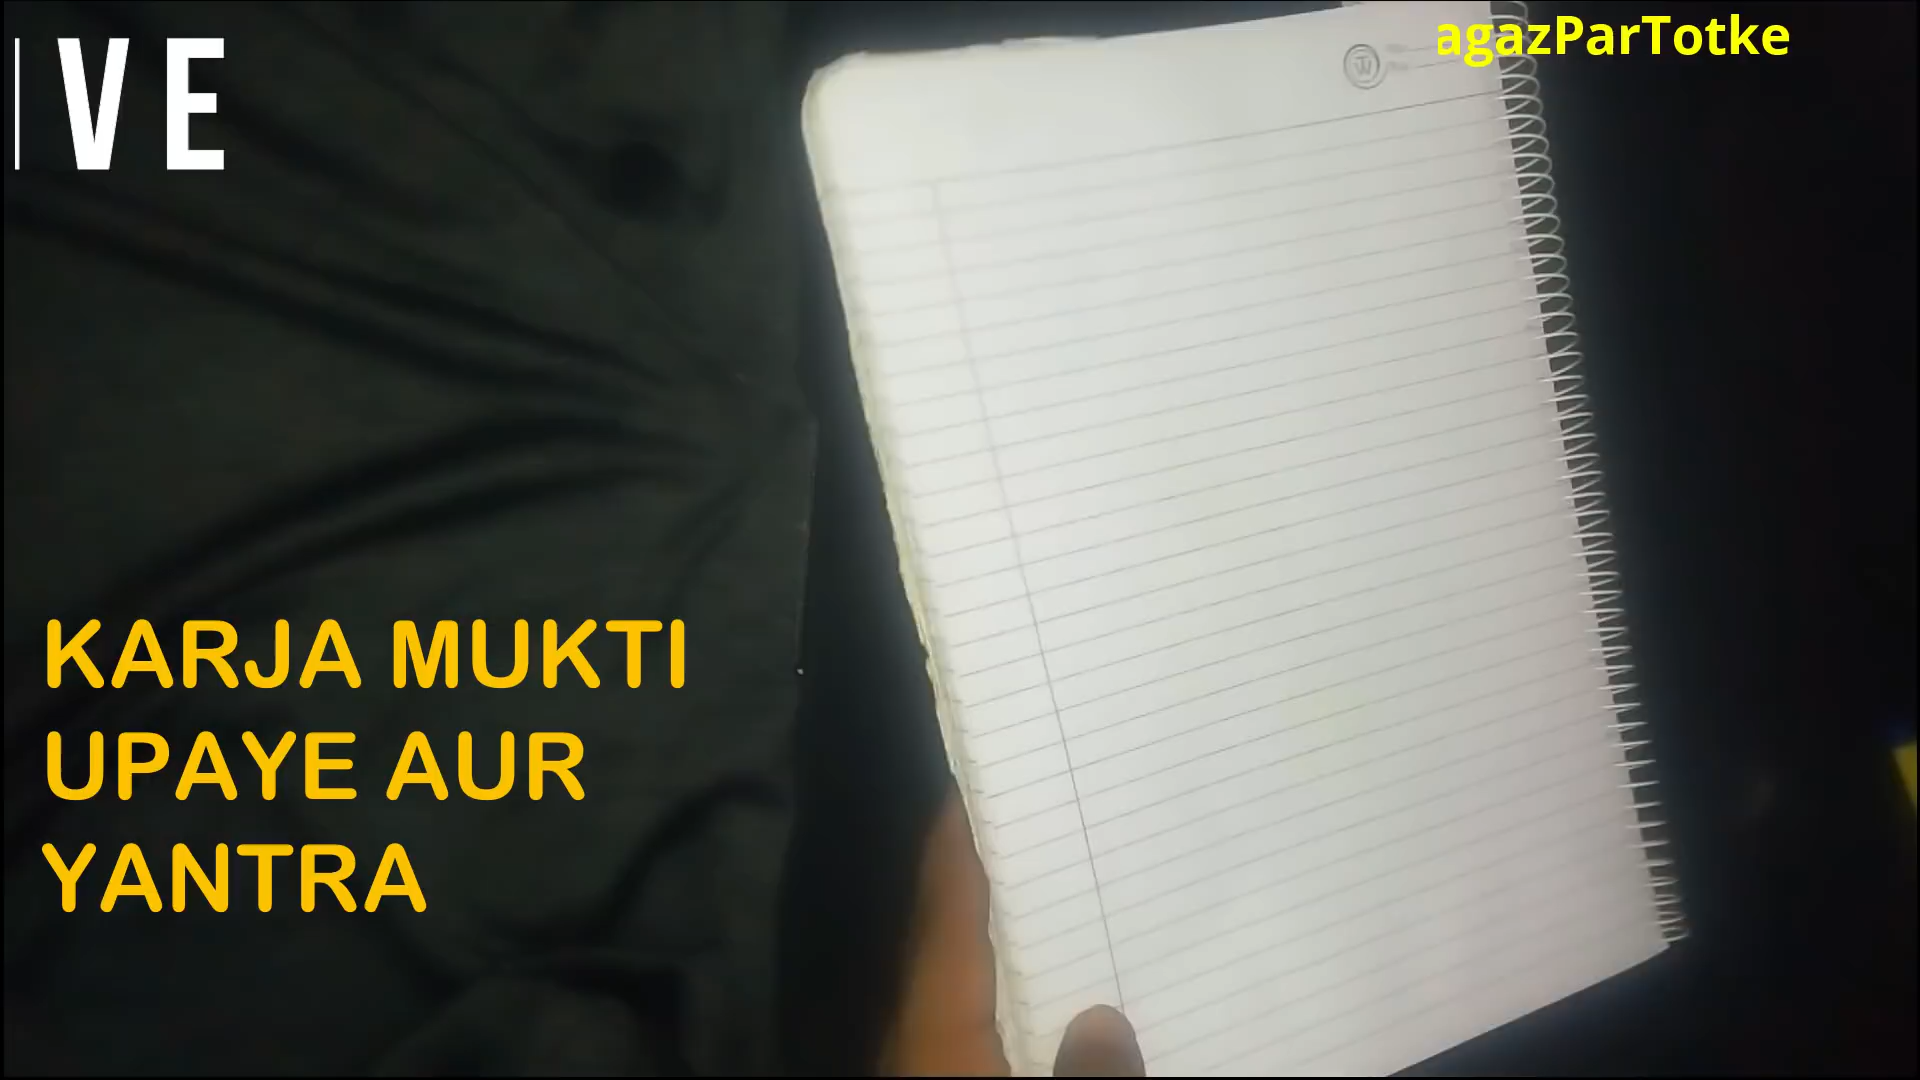 VE
agazParTotke
KARJA MUKTI
UPAYE AUR
YANTRA